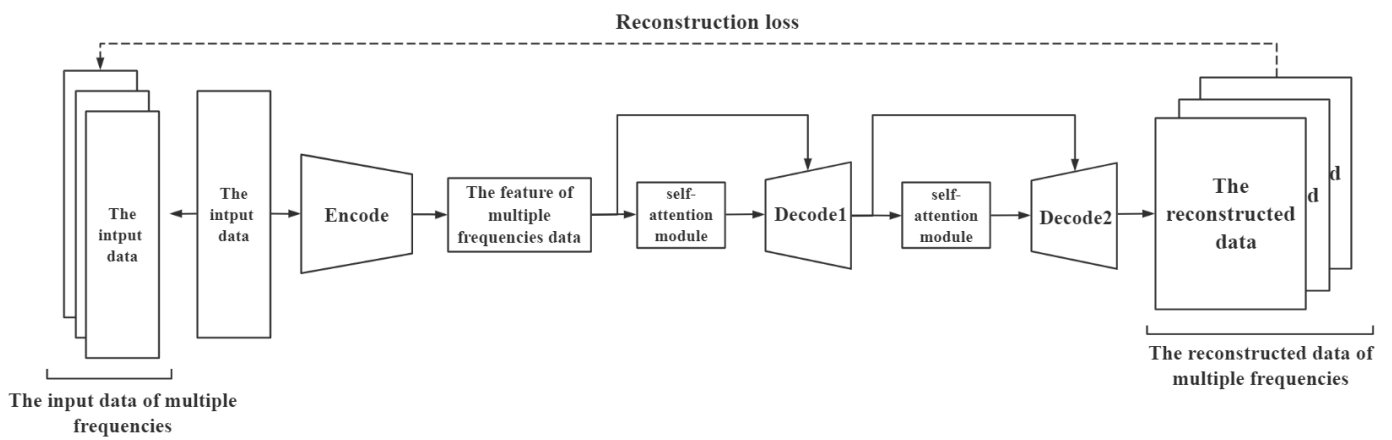 Reconstruction loss
The
intput
data
The
intput
data
Encode
The feature of
multiple
frequencies data
self-
attention
module
Decode1
self-
attention
module
Decode2
The
reconstructed
data
d
d
The input data of multiple
frequencies
The reconstructed data of
multiple frequencies